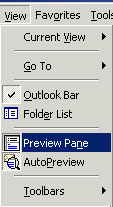 View Favorites Tools
Current View
Go To
Outlook Bar
Folder List
Preview Pane
AutoPreview
Toolbars